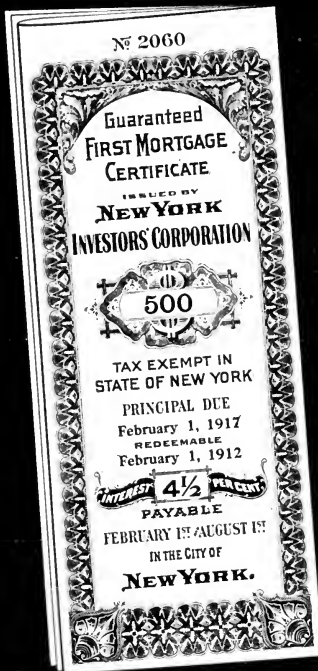 Nº 2060
Guaranteed
FIRST MORTGAGE
CERTIFICATE
ISSUED BY
NEW YORK
INVESTORS' CORPORATION
500
TAX EXEMPT IN
STATE OF NEW YORK
PRINCIPAL DUE
February 1, 1917
REDEEMABLE
February 1, 1912
INTEREST 4½ PER CENT.
PAYABLE
FEBRUARY 1ST AUGUST 1ST
IN THE CITY OF
NEW YORK.